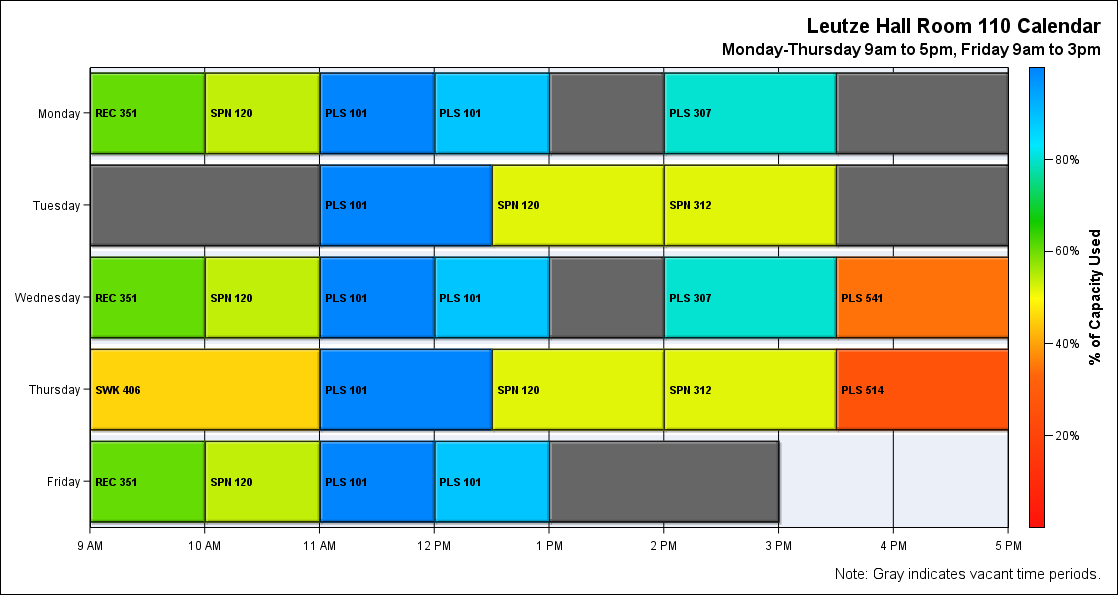 Leutze Hall Room 110 Calendar
Monday-Thursday 9am to 5pm, Friday 9am to 3pm
Monday
REC 351
SPN 120
PLS 101
PLS 101
PLS 307
Tuesday
PLS 101
SPN 120
SPN 312
Wednesday
REC 351
SPN 120
PLS 101
PLS 101
PLS 307
PLS 541
Thursday
SWK 406
PLS 101
SPN 120
SPN 312
PLS 514
Friday
REC 351
SPN 120
PLS 101
PLS 101
9 AM
10 AM
11 AM
12 PM
1 PM
2 PM
3 PM
4 PM
5 PM
80%
60%
40%
20%
% of Capacity Used
Note: Gray indicates vacant time periods.